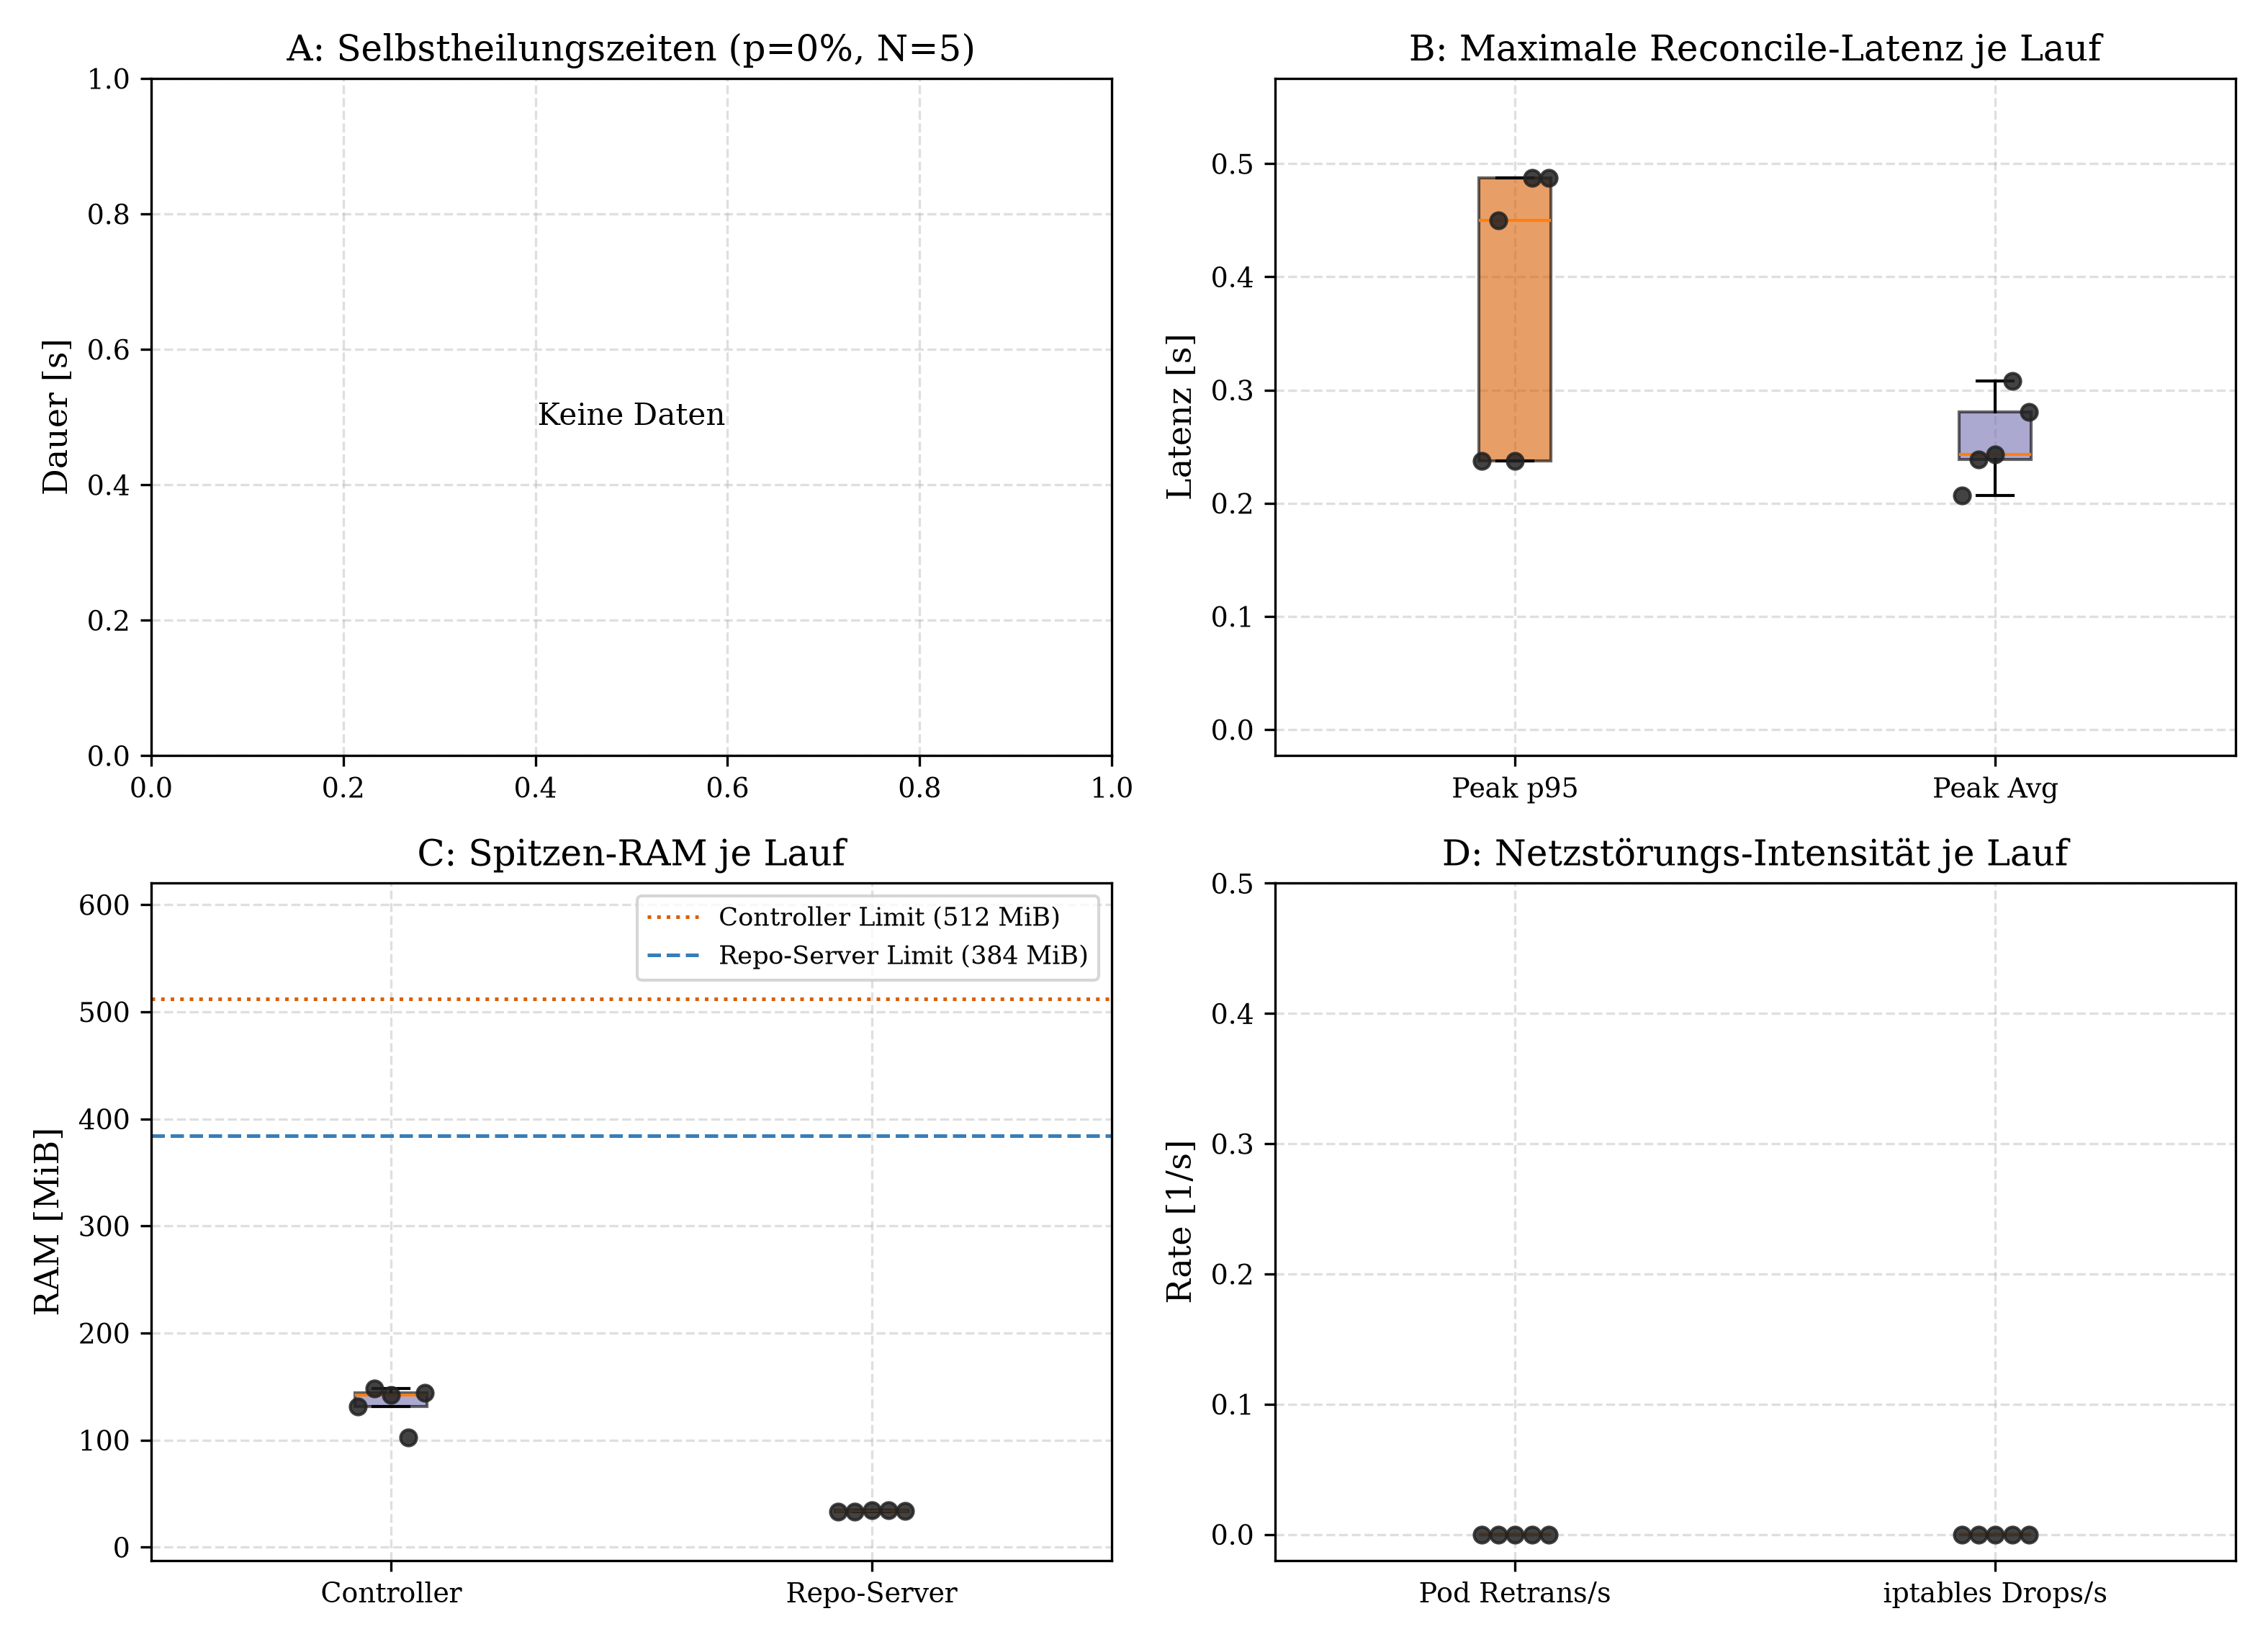 A: Selbstheilungszeiten (p=0%, N=5)
1.0
0.8
0.6
0.4
0.2
0.0
Dauer [s]
Keine Daten
0.0 0.2 0.4 0.6 0.8 1.0
B: Maximale Reconcile-Latenz je Lauf
0.5
0.4
0.3
0.2
0.1
0.0
Latenz [s]
Peak p95 Peak Avg
C: Spitzen-RAM je Lauf
600
500
400
300
200
100
0
RAM [MiB]
Controller Limit (512 MiB)
Repo-Server Limit (384 MiB)
Controller Repo-Server
D: Netzstörungs-Intensität je Lauf
0.5
0.4
0.3
0.2
0.1
0.0
Rate [1/s]
Pod Retrans/s iptables Drops/s